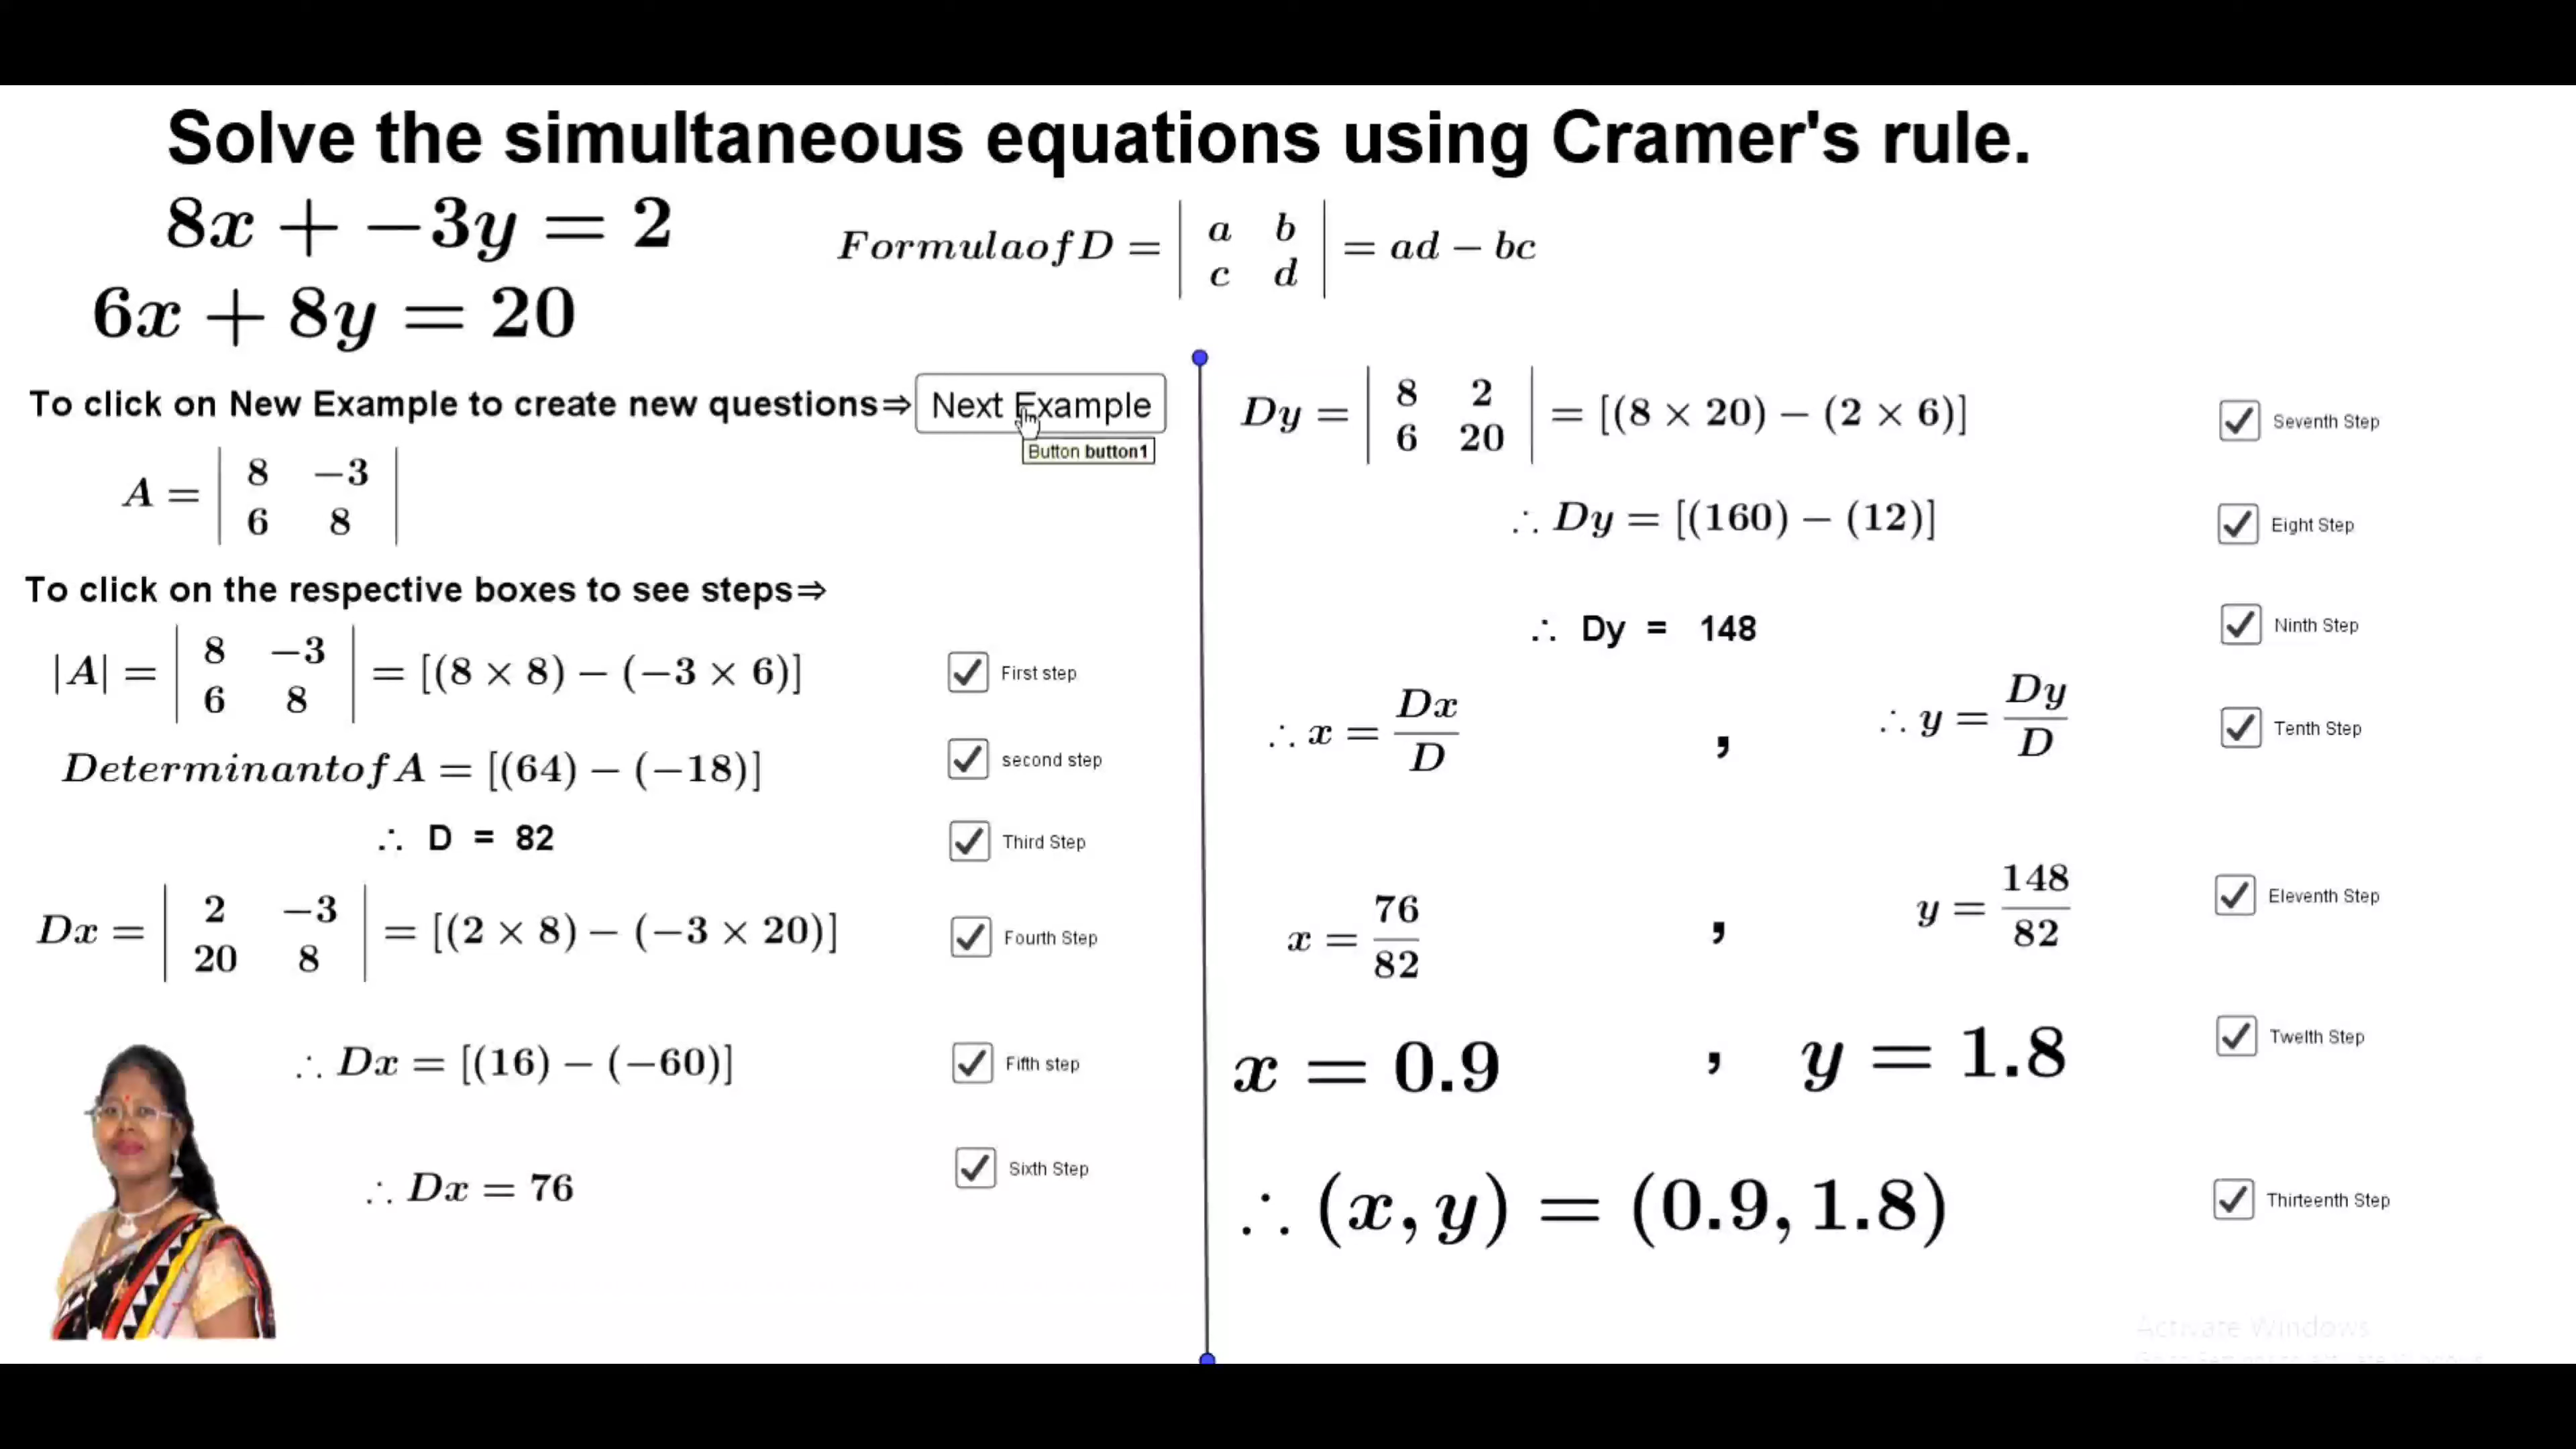 Solve the simultaneous equations using Cramer's rule.
8x + −3y = 2
6x + 8y = 20
FormulaofD = | a b | = ad − bc
| c d |
To click on New Example to create new questions⇒ Next Example
Button button1
A = | 8 −3 |
| 6 8 |
To click on the respective boxes to see steps⇒
|A| = | 8 −3 | = [(8 × 8) − (−3 × 6)] First step
| 6 8 |
DeterminantofA = [(64) − (−18)] second step
∴ D = 82 Third Step
Dx = | 2 −3 | = [(2 × 8) − (−3 × 20)] Fourth Step
| 20 8 |
∴ Dx = [(16) − (−60)] Fifth step
∴ Dx = 76 Sixth Step
Dy = | 8 2 | = [(8 × 20) − (2 × 6)] Seventh Step
| 6 20 |
∴ Dy = [(160) − (12)] Eight Step
∴ Dy = 148 Ninth Step
∴ x = Dx/D , ∴ y = Dy/D Tenth Step
x = 76/82 , y = 148/82 Eleventh Step
x = 0.9 , y = 1.8 Twelth Step
∴ (x, y) = (0.9, 1.8) Thirteenth Step
Activate Windows